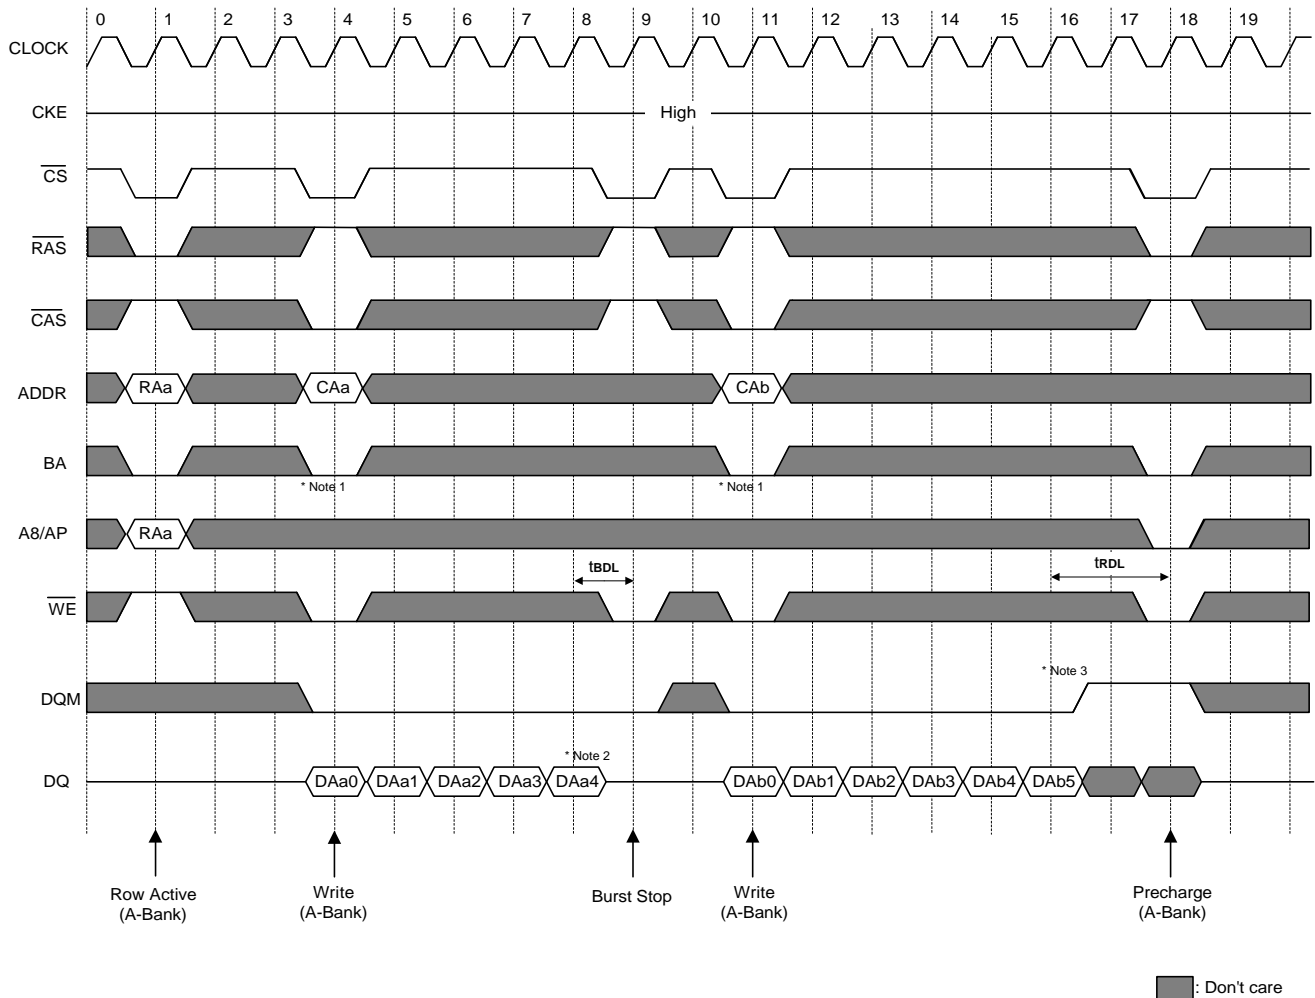 0 1 2 3 4 5 6 7 8 9 10 11 12 13 14 15 16 17 18 19
CLOCK
CKE High
CS
RAS
CAS
ADDR RAa CAa CAb
BA
* Note 1 * Note 1
A8/AP RAa
tBDL tRDL
WE
* Note 3
DQM
* Note 2
DQ DAa0 DAa1 DAa2 DAa3 DAa4 DAb0 DAb1 DAb2 DAb3 DAb4 DAb5
Row Active Write Burst Stop Write Precharge
(A-Bank) (A-Bank) (A-Bank) (A-Bank)
: Don't care